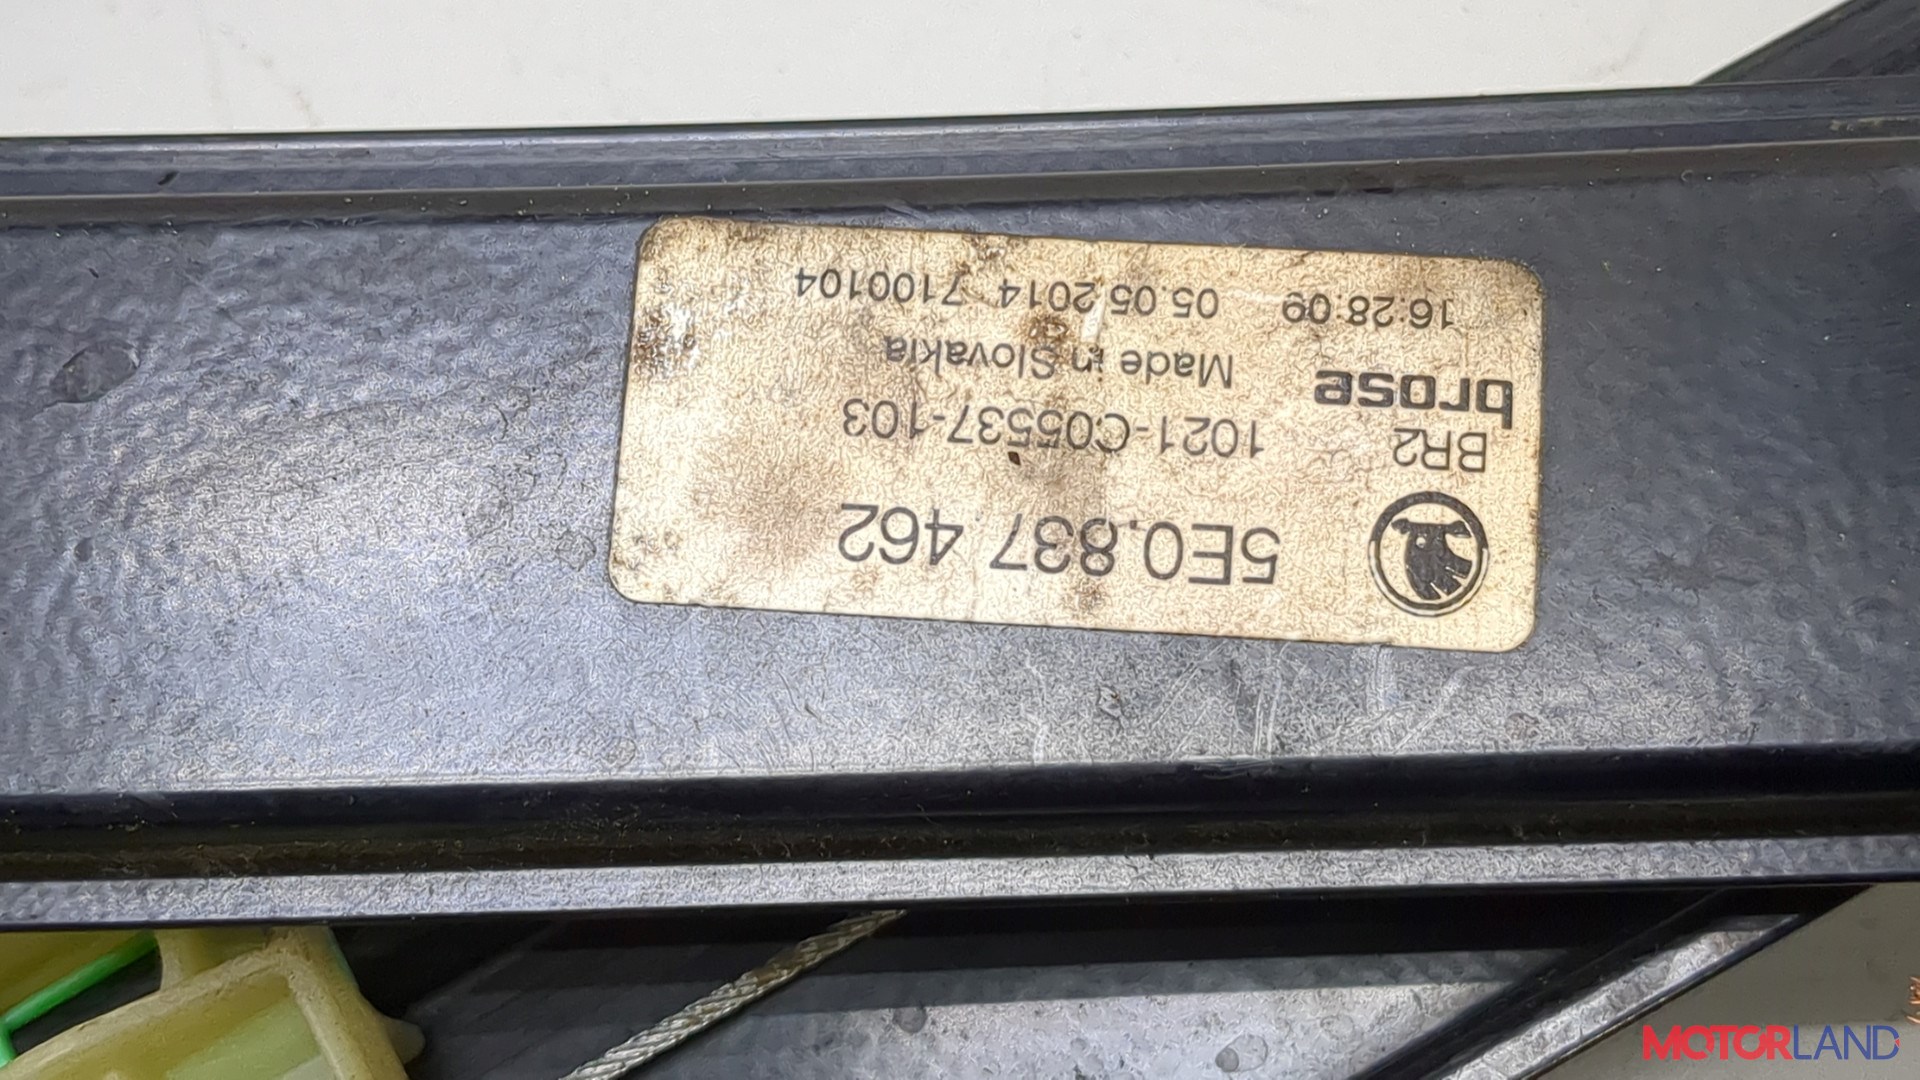 5E0.837 462
BR2 1021-C05537-103
brose Made in Slovakia
16:28:09 05.05.2014 7100104
MOTORLAND